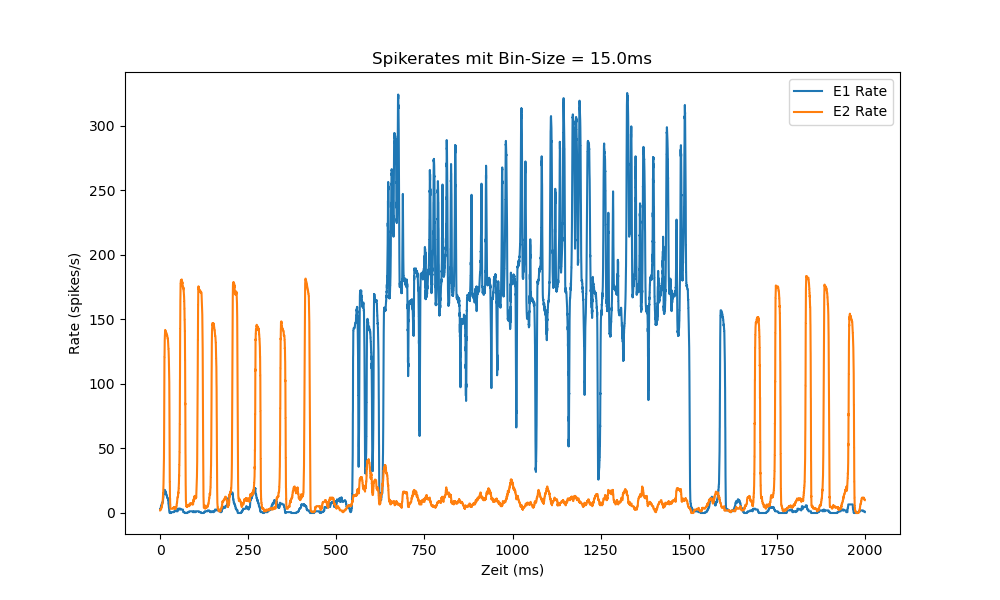 Spikerates mit Bin-Size = 15.0ms
E1 Rate
E2 Rate
Rate (spikes/s)
300
250
200
150
100
50
0
0 250 500 750 1000 1250 1500 1750 2000
Zeit (ms)